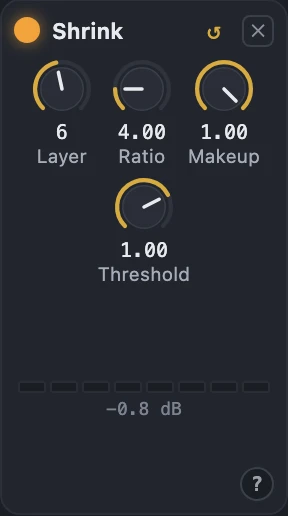 Shrink ↺ ×
6 4.00 1.00
Layer Ratio Makeup
1.00
Threshold
−0.8 dB
?